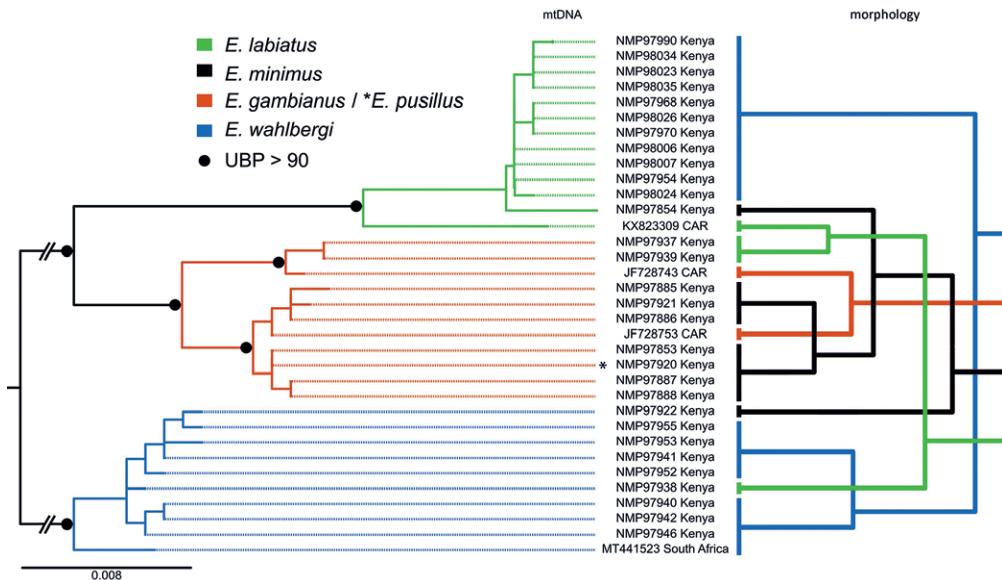 mtDNA
morphology
E. labiatus
E. minimus
E. gambianus / *E. pusillus
E. wahlbergi
UBP > 90
NMP97990 Kenya
NMP98034 Kenya
NMP98023 Kenya
NMP98035 Kenya
NMP97968 Kenya
NMP98026 Kenya
NMP97970 Kenya
NMP98006 Kenya
NMP98007 Kenya
NMP97954 Kenya
NMP98024 Kenya
NMP97854 Kenya
KX823309 CAR
NMP97937 Kenya
NMP97939 Kenya
JF728743 CAR
NMP97885 Kenya
NMP97921 Kenya
NMP97886 Kenya
JF728753 CAR
NMP97853 Kenya
* NMP97920 Kenya
NMP97887 Kenya
NMP97888 Kenya
NMP97922 Kenya
NMP97955 Kenya
NMP97953 Kenya
NMP97941 Kenya
NMP97952 Kenya
NMP97938 Kenya
NMP97940 Kenya
NMP97942 Kenya
NMP97946 Kenya
MT441523 South Africa
0.008